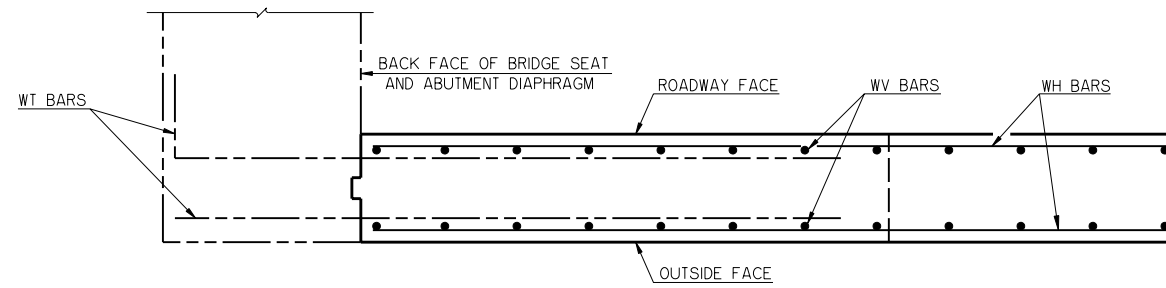 BACK FACE OF BRIDGE SEAT
AND ABUTMENT DIAPHRAGM
WT BARS
ROADWAY FACE
WV BARS
WH BARS
OUTSIDE FACE